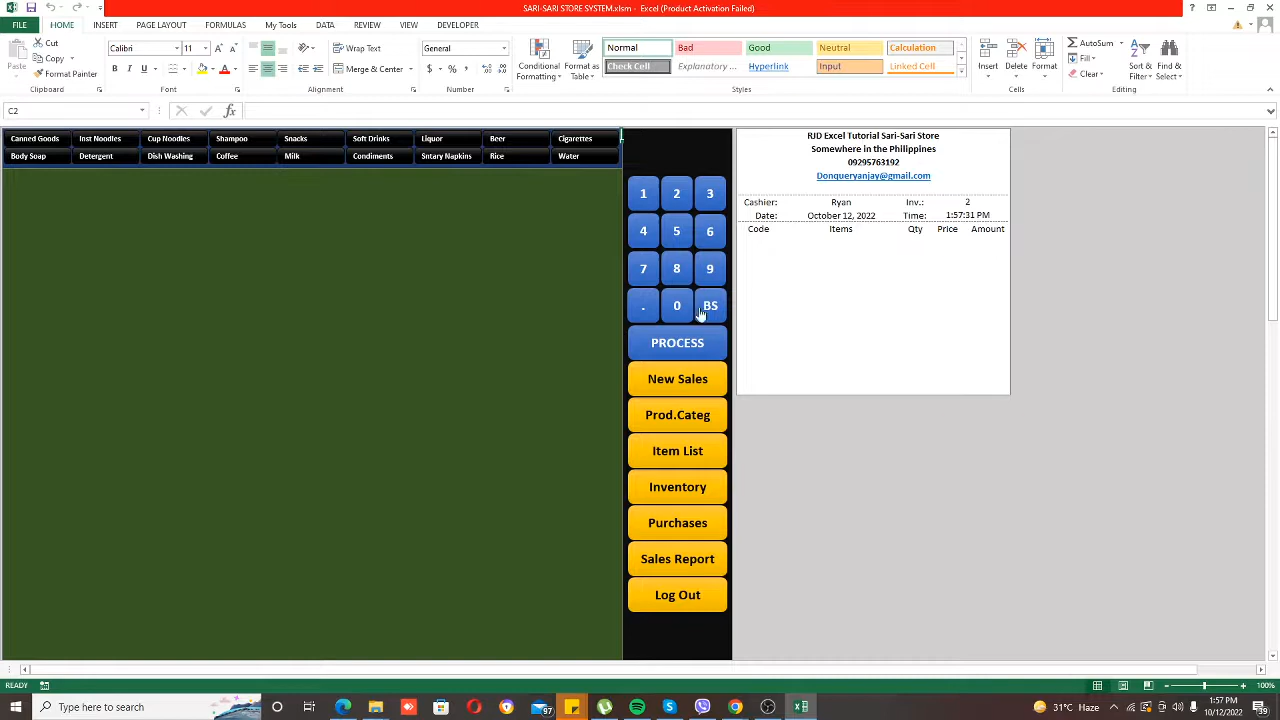 SARI-SARI STORE SYSTEM.xlsm - Excel (Product Activation Failed)
FILE HOME INSERT PAGE LAYOUT FORMULAS My Tools DATA REVIEW VIEW DEVELOPER
Paste
Cut
Copy
Format Painter
Clipboard
Calibri 11
B I U
Font
Wrap Text
Merge & Center
Alignment
General
$ % ,
Number
Conditional Formatting
Format as Table
Normal Bad Good Neutral Calculation
Check Cell Explanatory ... Hyperlink Input Linked Cell
Styles
Insert Delete Format
Cells
AutoSum
Fill
Clear
Sort & Filter
Find & Select
Editing
C2
fx
Canned Goods Inst Noodles Cup Noodles Shampoo Snacks Soft Drinks Liquor Beer Cigarettes
Body Soap Detergent Dish Washing Coffee Milk Condiments Sntary Napkins Rice Water
1 2 3
4 5 6
7 8 9
. 0 BS
PROCESS
New Sales
Prod.Categ
Item List
Inventory
Purchases
Sales Report
Log Out
RJD Excel Tutorial Sari-Sari Store
Somewhere in the Philippines
09295763192
Donqueryanjay@gmail.com
Cashier: Ryan Inv.: 2
Date: October 12, 2022 Time: 1:57:31 PM
Code Items Qty Price Amount
READY
100%
Type here to search
97
31°C Haze
1:57 PM
10/12/2022